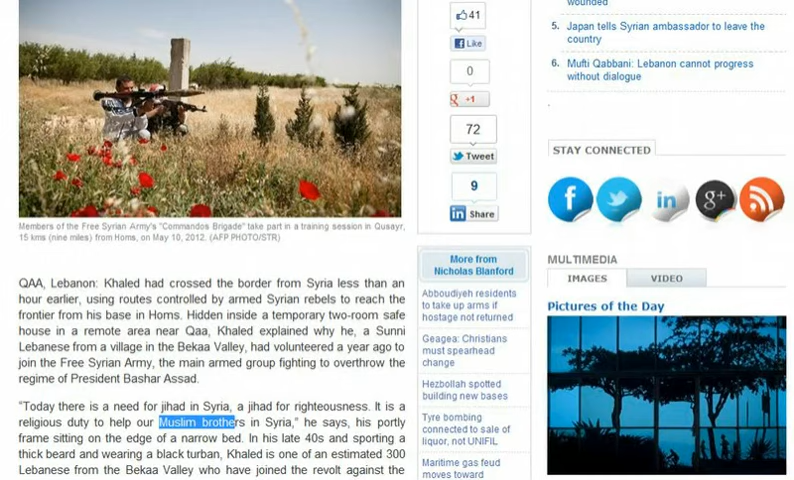 Members of the Free Syrian Army's "Commandos Brigade" take part in a training session in Qusayr,
15 kms (nine miles) from Homs, on May 10, 2012. (AFP PHOTO/STR)
QAA, Lebanon: Khaled had crossed the border from Syria less than an
hour earlier, using routes controlled by armed Syrian rebels to reach the
frontier from his base in Homs. Hidden inside a temporary two-room safe
house in a remote area near Qaa, Khaled explained why he, a Sunni
Lebanese from a village in the Bekaa Valley, had volunteered a year ago to
join the Free Syrian Army, the main armed group fighting to overthrow the
regime of President Bashar Assad.
"Today there is a need for jihad in Syria, a jihad for righteousness. It is a
religious duty to help our Muslim brothers in Syria," he says, his portly
frame sitting on the edge of a narrow bed. In his late 40s and sporting a
thick beard and wearing a black turban, Khaled is one of an estimated 300
Lebanese from the Bekaa Valley who have joined the revolt against the
41
Like
0
g +1
72
Tweet
9
in Share
More from
Nicholas Blanford
Abboudiyeh residents
to take up arms if
hostage not returned
Geagea: Christians
must spearhead
change
Hezbollah spotted
building new bases
Tyre bombing
connected to sale of
liquor, not UNIFIL
Maritime gas feud
moves toward
wounded
5. Japan tells Syrian ambassador to leave the
country
6. Mufti Qabbani: Lebanon cannot progress
without dialogue
STAY CONNECTED
f in g+
MULTIMEDIA
IMAGES VIDEO
Pictures of the Day